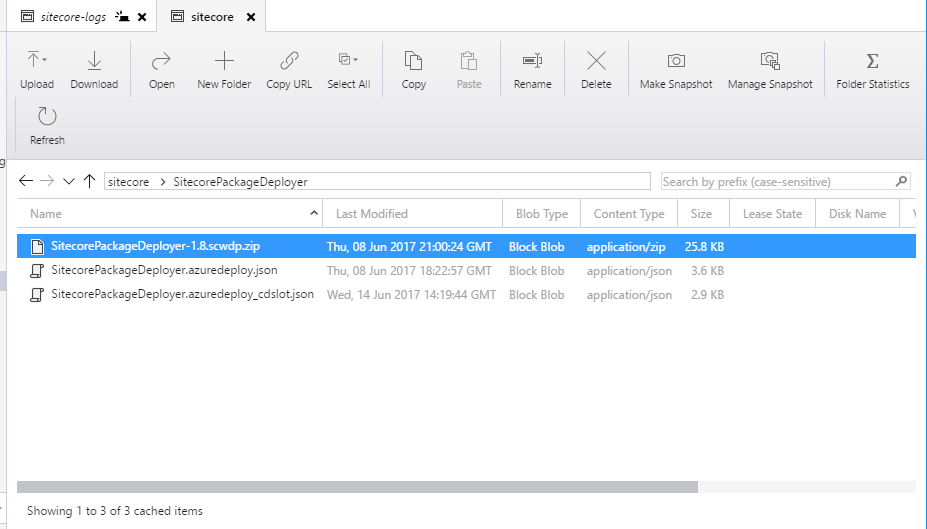 sitecore-logs sitecore
Upload Download Open New Folder Copy URL Select All Copy Paste Rename Delete Make Snapshot Manage Snapshot Folder Statistics
Refresh
sitecore > SitecorePackageDeployer Search by prefix (case-sensitive)
Name Last Modified Blob Type Content Type Size Lease State Disk Name
SitecorePackageDeployer-1.8.scwdp.zip Thu, 08 Jun 2017 21:00:24 GMT Block Blob application/zip 25.8 KB
SitecorePackageDeployer.azuredeploy.json Thu, 08 Jun 2017 18:22:57 GMT Block Blob application/json 3.6 KB
SitecorePackageDeployer.azuredeploy_cdslot.json Wed, 14 Jun 2017 14:19:44 GMT Block Blob application/json 2.9 KB
Showing 1 to 3 of 3 cached items